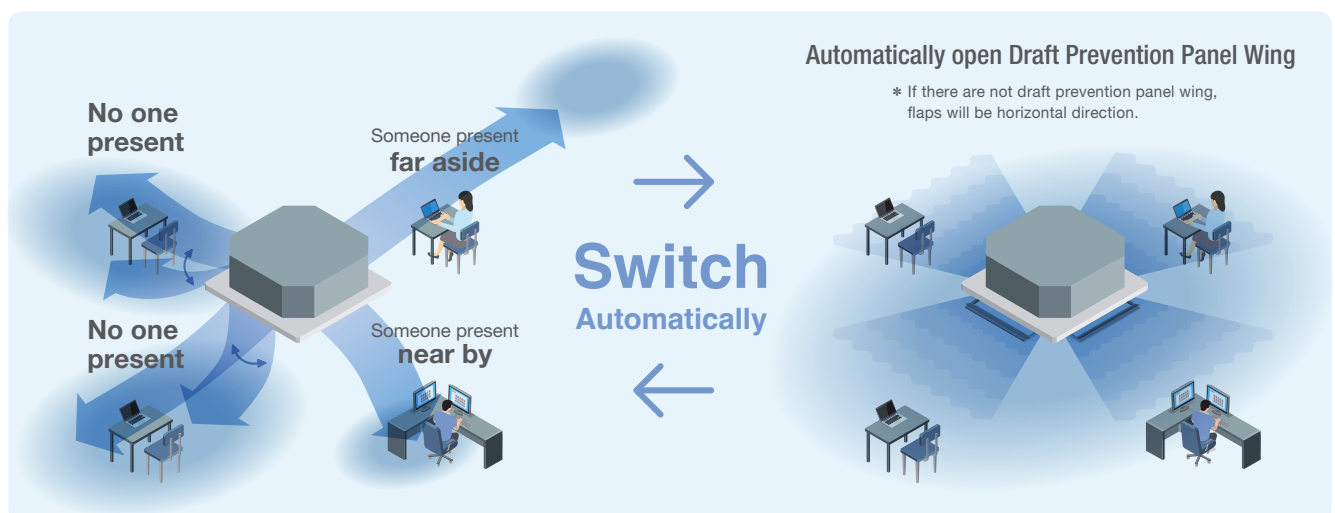 No one
present
Someone present
far aside
No one
present
Someone present
near by
Switch
Automatically
Automatically open Draft Prevention Panel Wing
* If there are not draft prevention panel wing,
flaps will be horizontal direction.